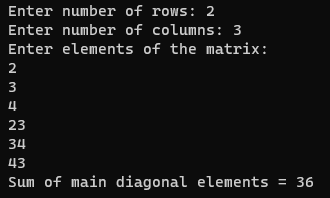 Enter number of rows: 2
Enter number of columns: 3
Enter elements of the matrix:
2
3
4
23
34
43
Sum of main diagonal elements = 36